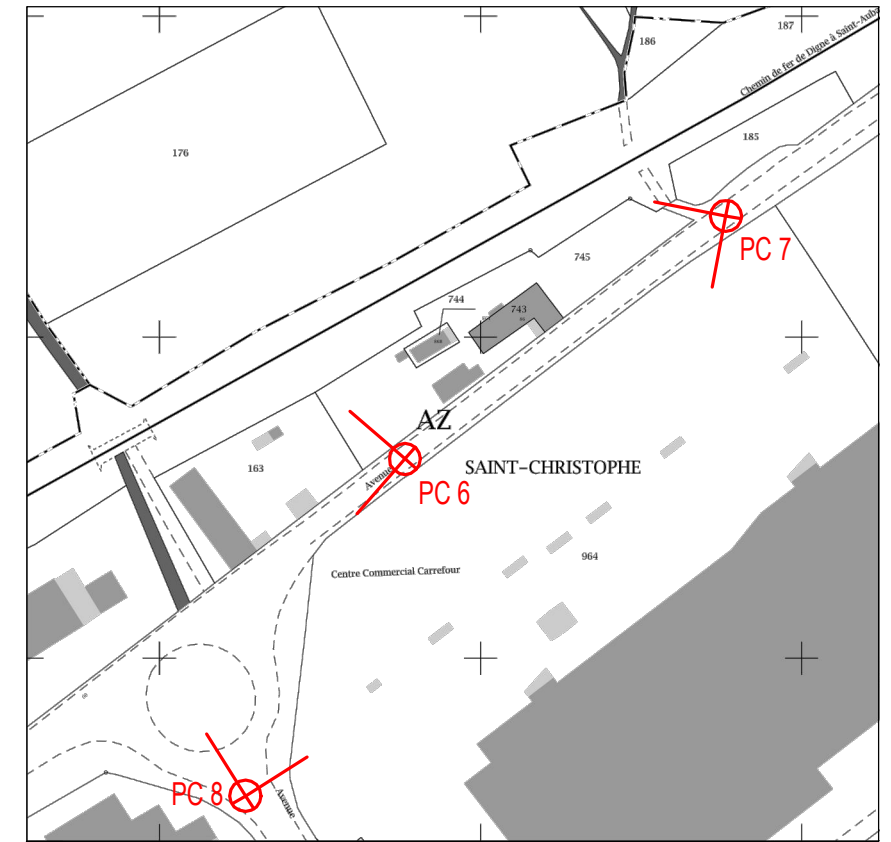 187
186
Chemin de fer de Digne à Saint-Auba
185
176
745
PC 7
744
743
AZ
163
SAINT-CHRISTOPHE
Avenue
PC 6
964
Centre Commercial Carrefour
PC 8
Avenue